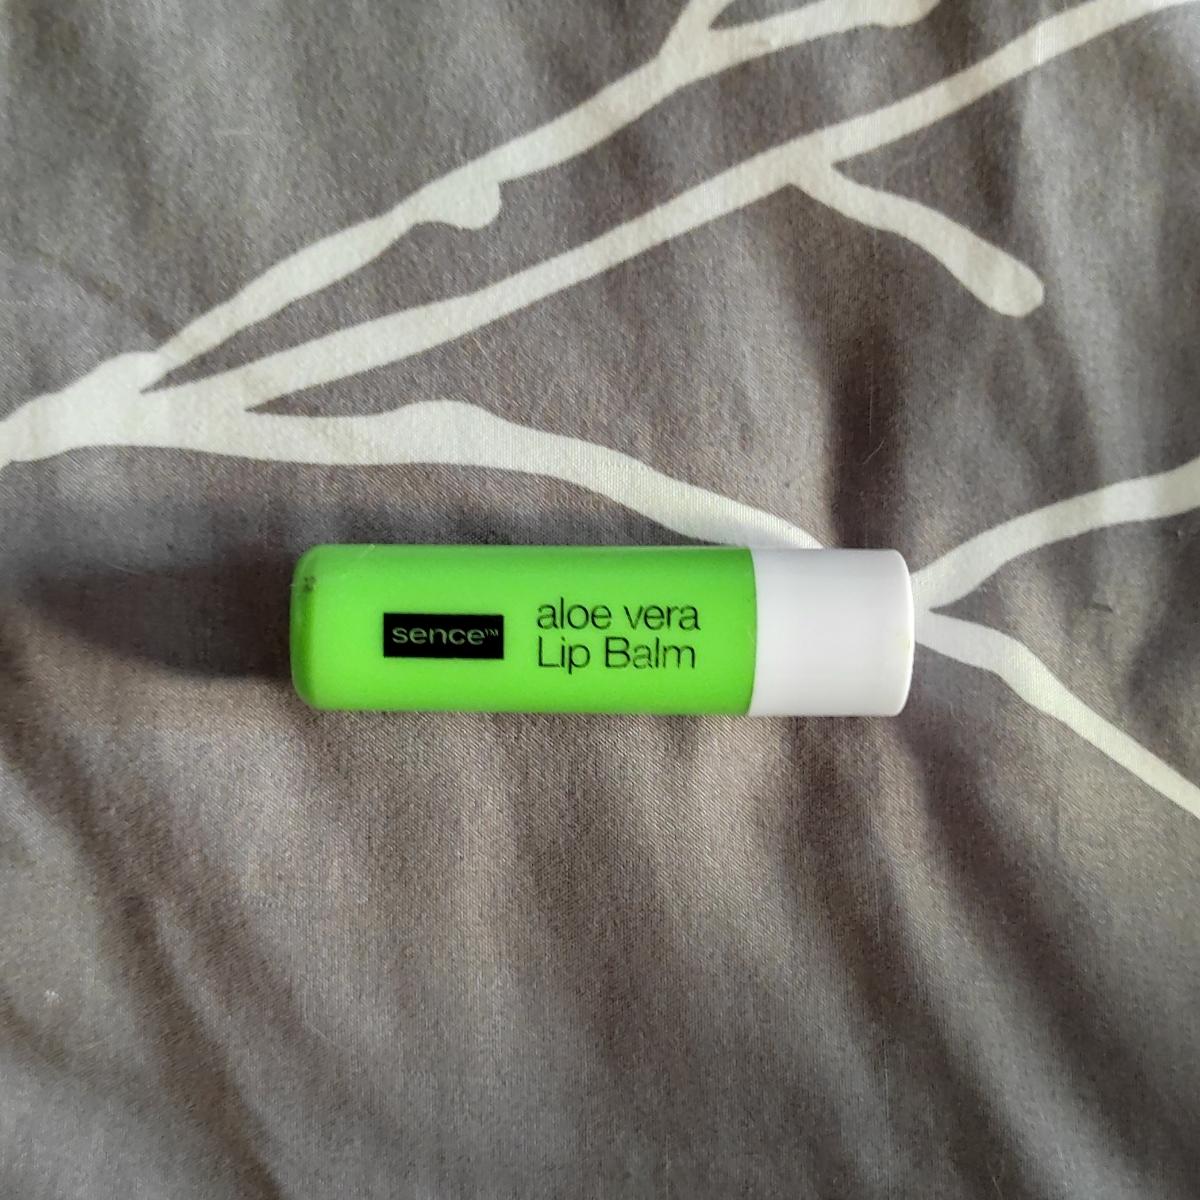 sence™
aloe vera
Lip Balm